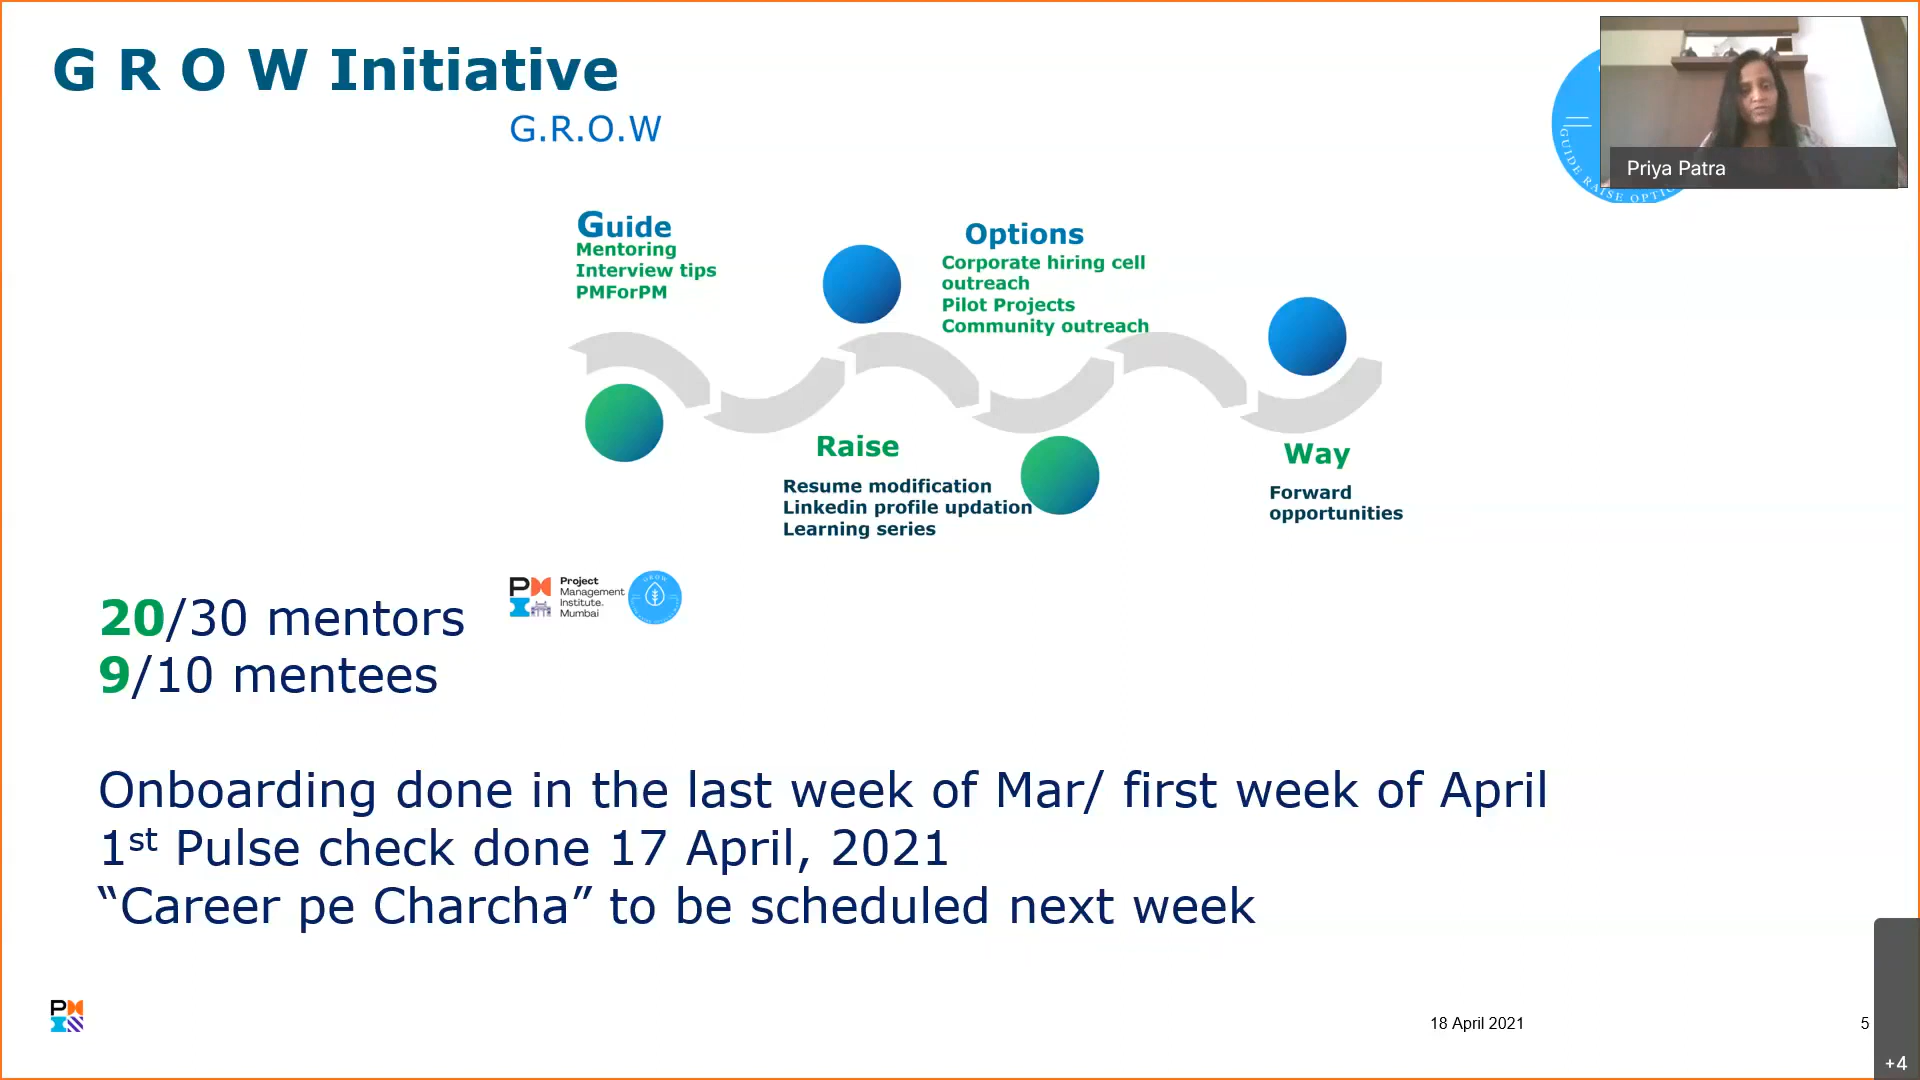 G R O W Initiative
G.R.O.W
GUIDE RAISE
Priya Patra
Guide
Mentoring
Interview tips
PMForPM
Options
Corporate hiring cell
outreach
Pilot Projects
Community outreach
Raise
Resume modification
Linkedin profile updation
Learning series
Way
Forward
opportunities
Project
Management
Institute.
Mumbai
GROW
20/30 mentors
9/10 mentees
Onboarding done in the last week of Mar/ first week of April
1st Pulse check done 17 April, 2021
“Career pe Charcha” to be scheduled next week
18 April 2021
5
+4